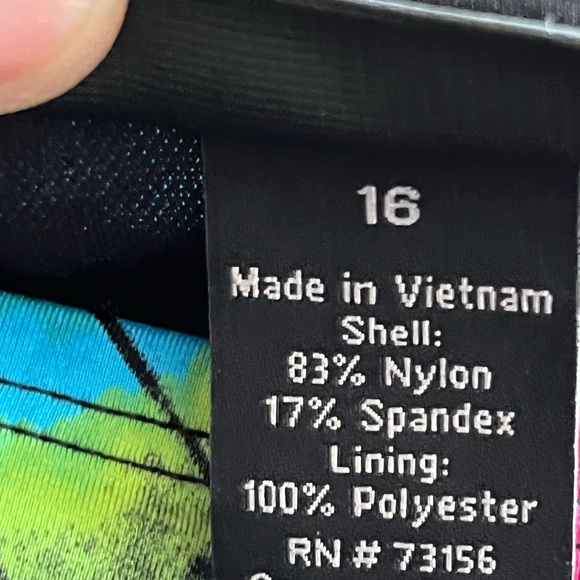 16
Made in Vietnam
Shell:
83% Nylon
17% Spandex
Lining:
100% Polyester
RN # 73156